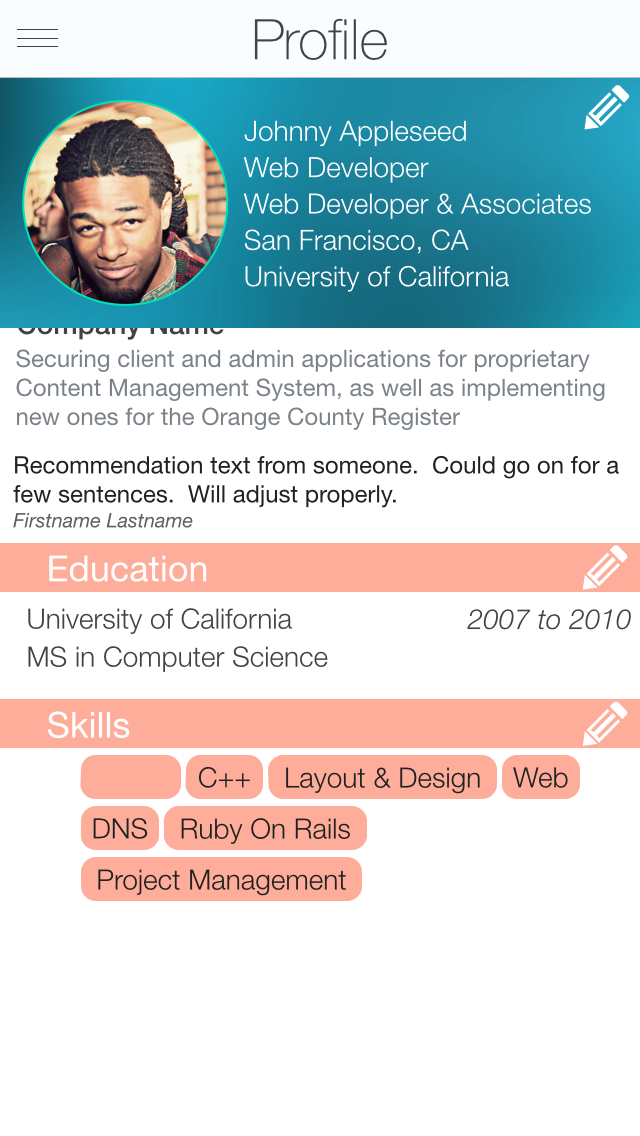 Profile
Johnny Appleseed
Web Developer
Web Developer & Associates
San Francisco, CA
University of California
Company Name
Securing client and admin applications for proprietary
Content Management System, as well as implementing
new ones for the Orange County Register
Recommendation text from someone.  Could go on for a
few sentences.  Will adjust properly.
Firstname Lastname
Education
University of California 2007 to 2010
MS in Computer Science
Skills
C++ Layout & Design Web
DNS Ruby On Rails
Project Management